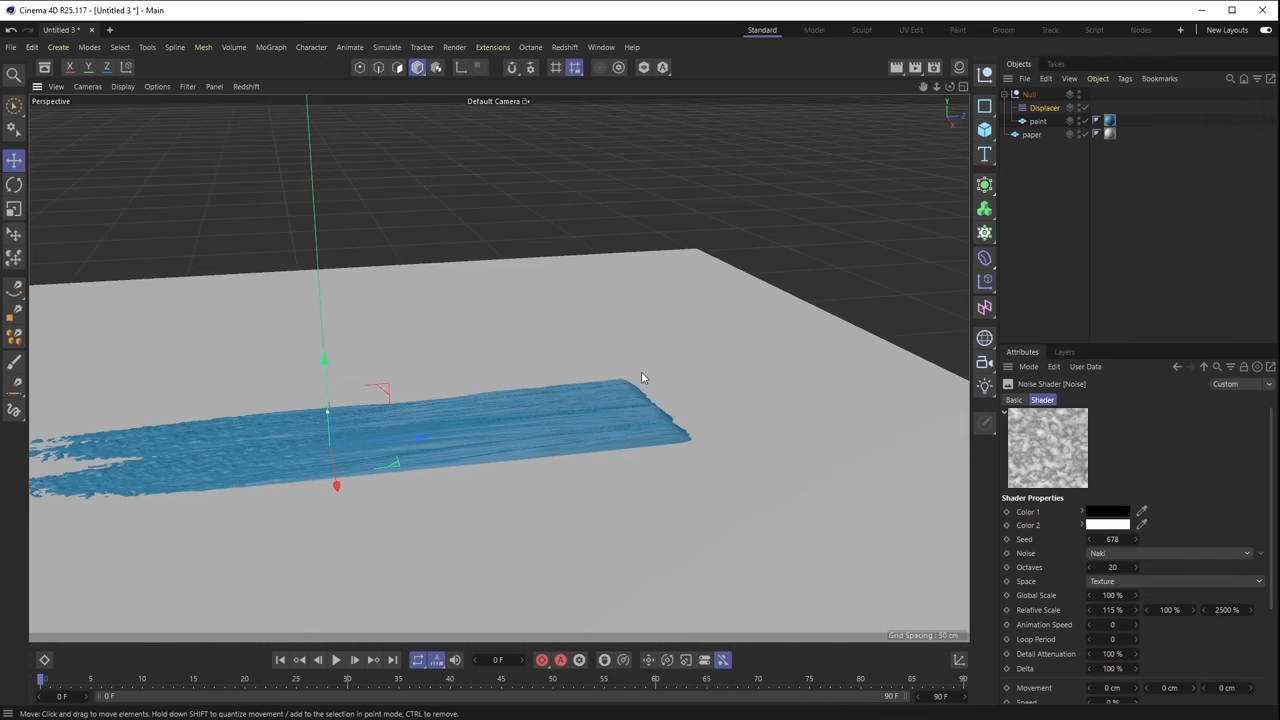 Cinema 4D R25.117 - [Untitled 3 *] - Main
Untitled 3 *
Standard Model Sculpt UV Edit Paint Groom Track Script Nodes New Layouts
File Edit Create Modes Select Tools Spline Mesh Volume MoGraph Character Animate Simulate Tracker Render Extensions Octane Redshift Window Help
X Y Z
Objects Takes
View Cameras Display Options Filter Panel Redshift
File Edit View Object Tags Bookmarks
Perspective
Default Camera
Y
Z
X
Null
Displacer
paint
paper
Attributes Layers
Mode Edit User Data
Noise Shader [Noise]
Custom
Basic Shader
Shader Properties
Color 1
Color 2
Seed 678
Noise Naki
Octaves 20
Space Texture
Global Scale 100 %
Relative Scale 115 % 100 % 2500 %
Animation Speed 0
Loop Period 0
Detail Attenuation 100 %
Delta 100 %
Movement 0 cm 0 cm 0 cm
Speed 0 %
Grid Spacing : 50 cm
0 F
0 5 10 15 20 25 30 35 40 45 50 55 60 65 70 75 80 85 90
0 F 0 F 90 F 90 F
Move: Click and drag to move elements. Hold down SHIFT to quantize movement / add to the selection in point mode, CTRL to remove.